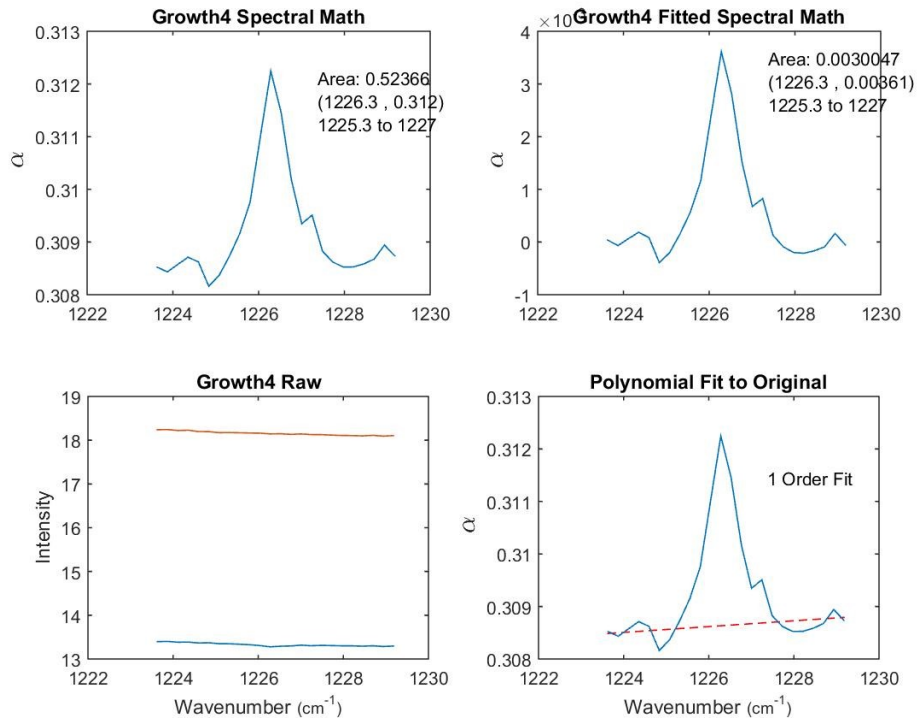 Growth4 Spectral Math
0.313
0.312
0.311
0.31
0.309
0.308
α
Area: 0.52366
(1226.3 , 0.312)
1225.3 to 1227
1222 1224 1226 1228 1230
Growth4 Fitted Spectral Math
4 ×10
3
2
1
0
-1
α
Area: 0.0030047
(1226.3 , 0.00361)
1225.3 to 1227
1222 1224 1226 1228 1230
Growth4 Raw
19
18
17
16
15
14
13
Intensity
1222 1224 1226 1228 1230
Wavenumber (cm⁻¹)
Polynomial Fit to Original
0.313
0.312
0.311
0.31
0.309
0.308
α
1 Order Fit
1222 1224 1226 1228 1230
Wavenumber (cm⁻¹)